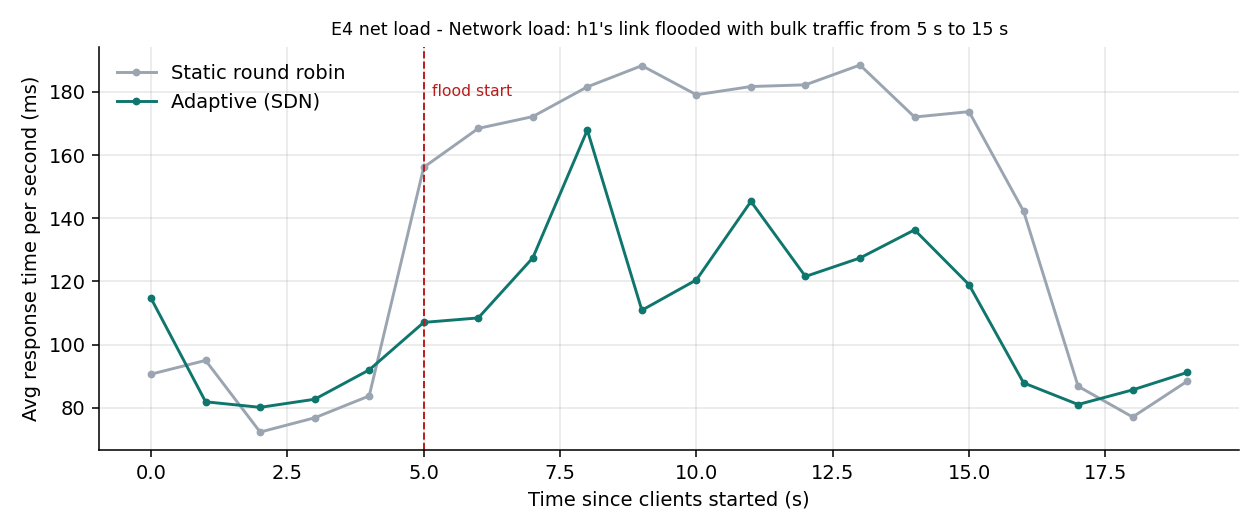 E4 net load - Network load: h1's link flooded with bulk traffic from 5 s to 15 s
Static round robin
Adaptive (SDN)
flood start
Avg response time per second (ms)
180
160
140
120
100
80
0.0 2.5 5.0 7.5 10.0 12.5 15.0 17.5
Time since clients started (s)